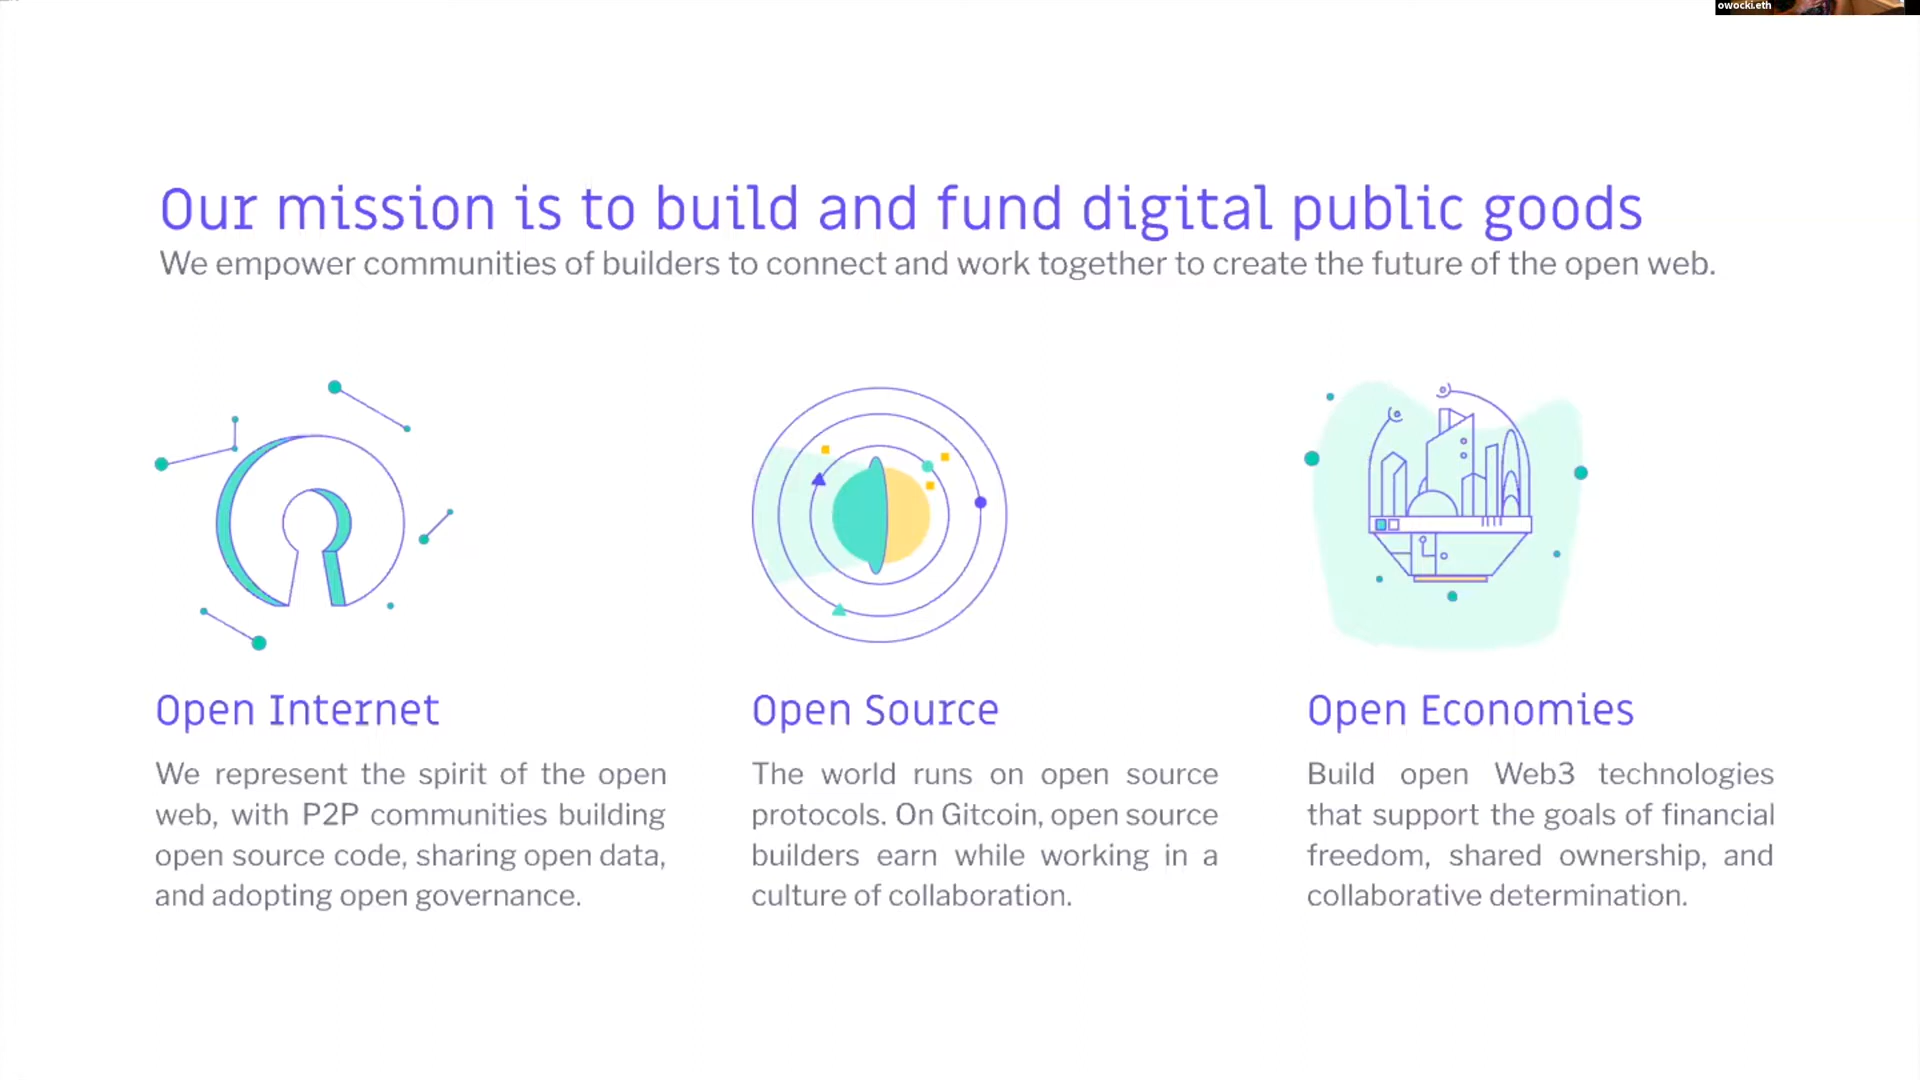 owocki.eth
Our mission is to build and fund digital public goods
We empower communities of builders to connect and work together to create the future of the open web.
Open Internet
We represent the spirit of the open
web, with P2P communities building
open source code, sharing open data,
and adopting open governance.
Open Source
The world runs on open source
protocols. On Gitcoin, open source
builders earn while working in a
culture of collaboration.
Open Economies
Build open Web3 technologies
that support the goals of financial
freedom, shared ownership, and
collaborative determination.